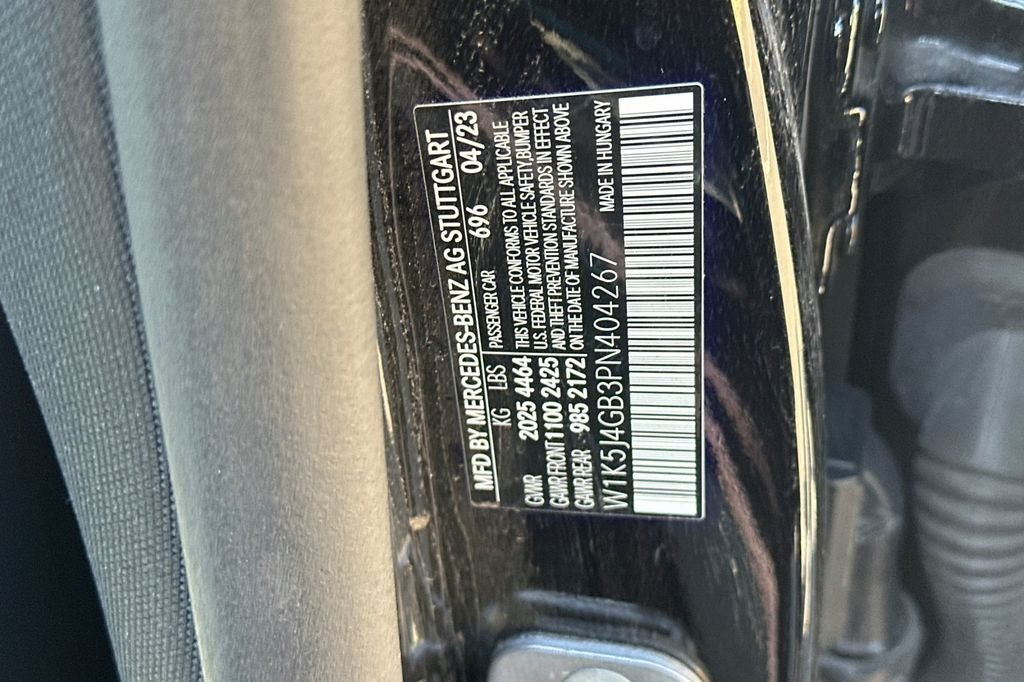 MFD BY MERCEDES-BENZ AG STUTTGART
KG LBS PASSENGER CAR 696 04/23
GVWR 2025 4464 THIS VEHICLE CONFORMS TO ALL APPLICABLE
U.S. FEDERAL MOTOR VEHICLE SAFETY, BUMPER
GAWR FRONT 1100 2425 AND THEFT PREVENTION STANDARDS IN EFFECT
GAWR REAR 985 2172 ON THE DATE OF MANUFACTURE SHOWN ABOVE
W1K5J4GB3PN404267 MADE IN HUNGARY